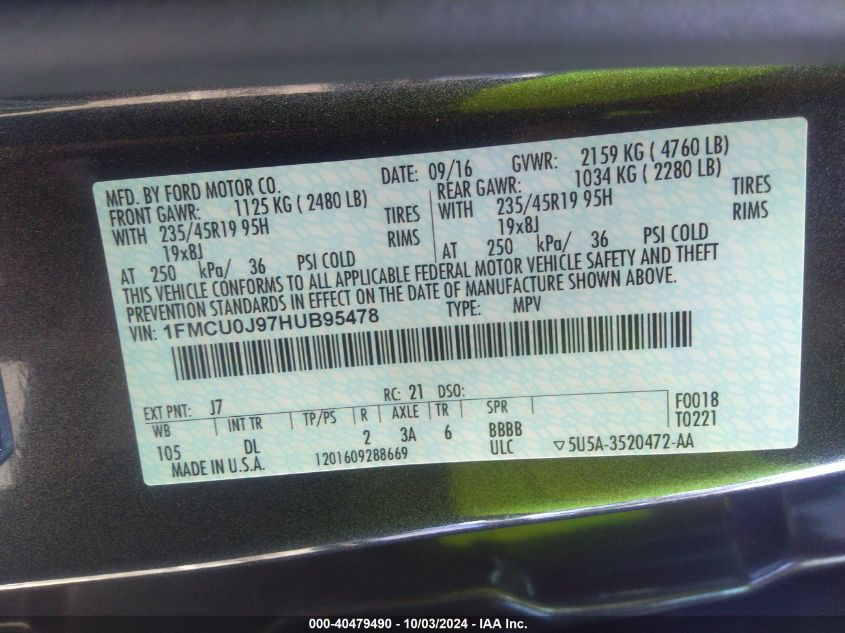 MFD. BY FORD MOTOR CO. DATE: 09/16 GVWR: 2159 KG ( 4760 LB)
FRONT GAWR: 1125 KG ( 2480 LB) REAR GAWR: 1034 KG ( 2280 LB)
WITH 235/45R19 95H TIRES WITH 235/45R19 95H TIRES
19x8J RIMS 19x8J RIMS
AT 250 kPa/ 36 PSI COLD AT 250 kPa/ 36 PSI COLD
THIS VEHICLE CONFORMS TO ALL APPLICABLE FEDERAL MOTOR VEHICLE SAFETY AND THEFT
PREVENTION STANDARDS IN EFFECT ON THE DATE OF MANUFACTURE SHOWN ABOVE.
VIN: 1FMCU0J97HUB95478 TYPE: MPV
EXT PNT: J7 RC: 21 DSO: F0018
WB INT TR TP/PS R AXLE TR SPR T0221
105 DL 2 3A 6 BBBB
ULC ▽5U5A-3520472-AA
MADE IN U.S.A. 1201609288669
000-40479490 - 10/03/2024 - IAA Inc.